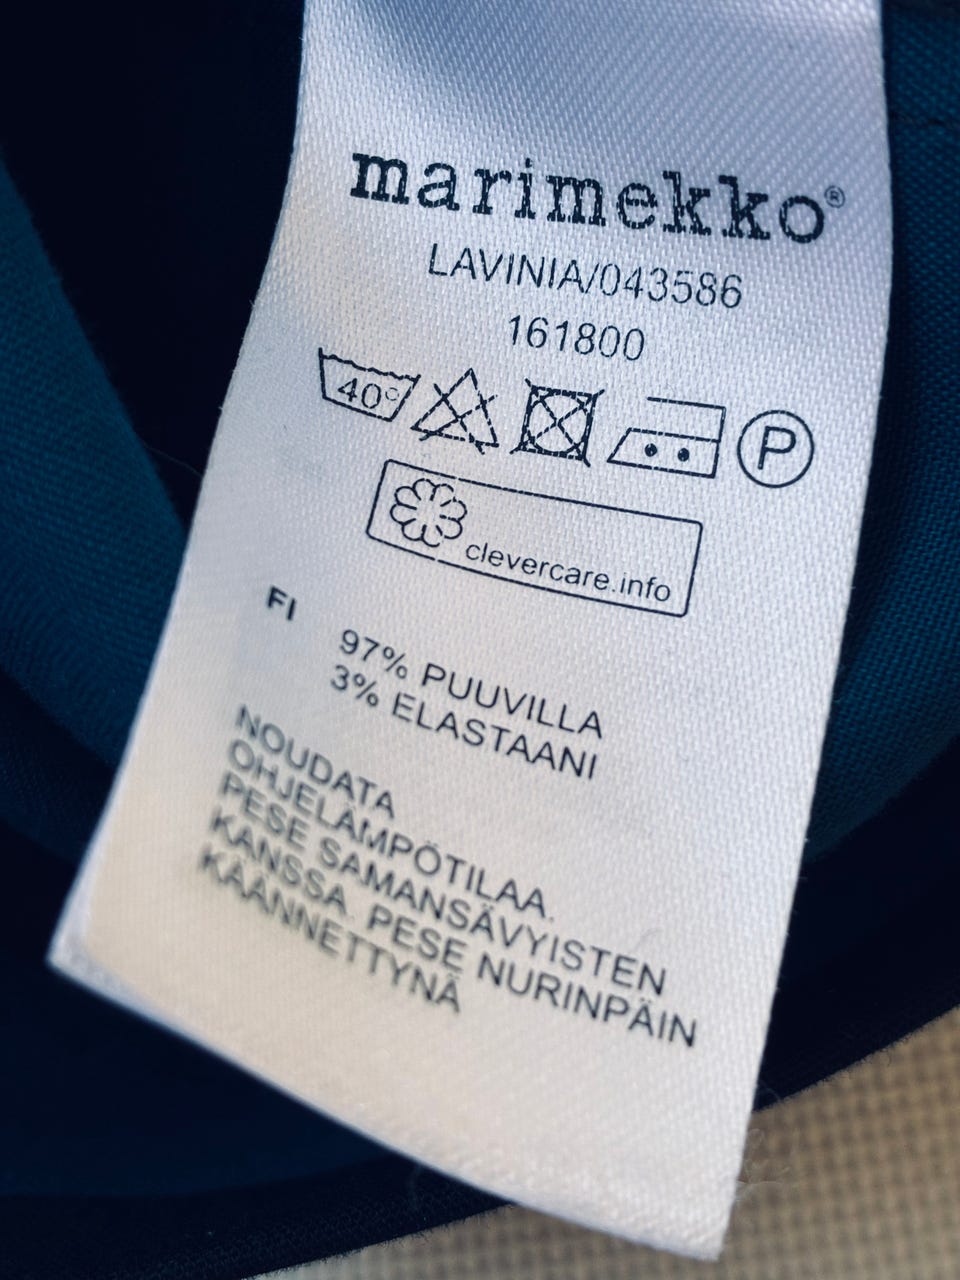 marimekko®
LAVINIA/043586
161800
40°
P
clevercare.info
FI
97% PUUVILLA
3% ELASTAANI
NOUDATA
OHJELÄMPÖTILAA.
PESE SAMANSÄVYISTEN
KANSSA. PESE NURINPÄIN
KÄÄNNETTYNÄ